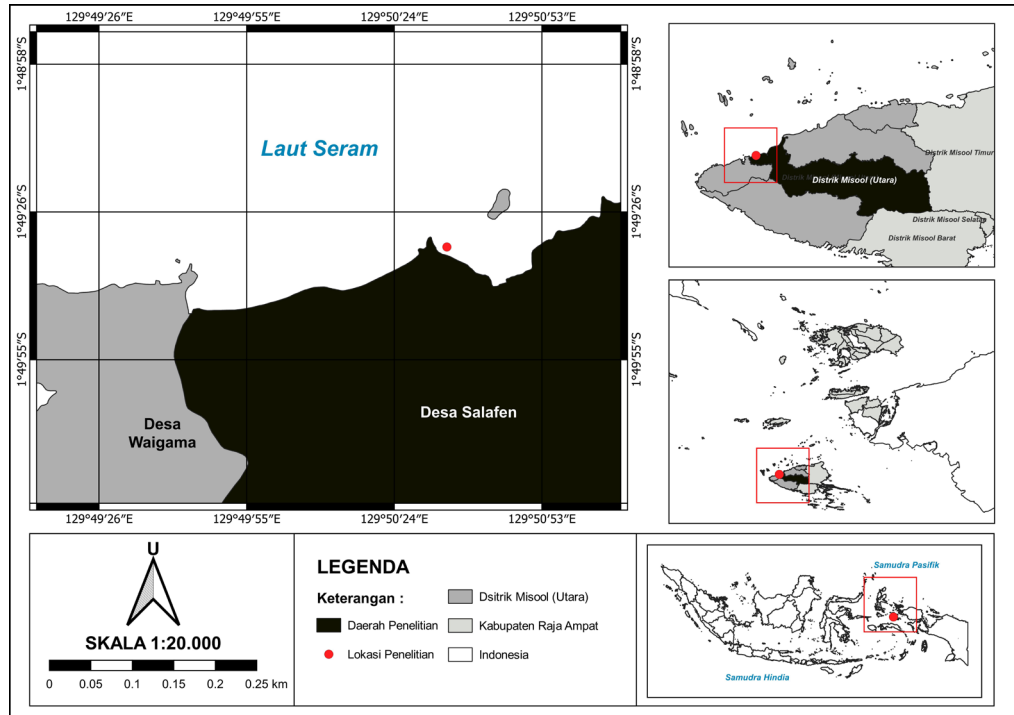 129°49′26″E 129°49′55″E 129°50′24″E 129°50′53″E
1°48′58″S
1°48′58″S
Laut Seram
1°49′26″S
1°49′26″S
1°49′55″S
1°49′55″S
Desa Salafen
Desa
Waigama
129°49′26″E 129°49′55″E 129°50′24″E 129°50′53″E
Distrik Misool Timur
Distrik Misool (Utara)
Distrik Misool Selatan
Distrik Misool Barat
U
SKALA 1:20.000
0 0.05 0.1 0.15 0.2 0.25 km
LEGENDA
Keterangan :
Daerah Penelitian
Lokasi Penelitian
Dsitrik Misool (Utara)
Kabupaten Raja Ampat
Indonesia
Samudra Pasifik
Samudra Hindia